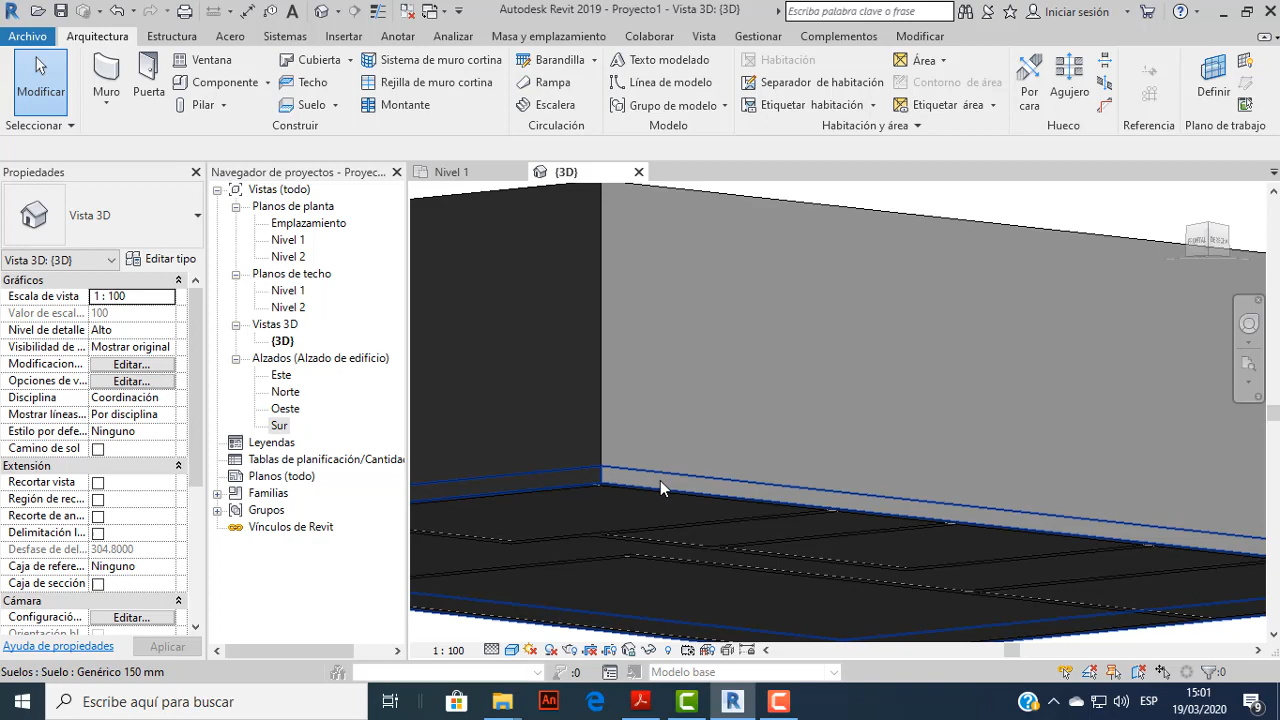 Autodesk Revit 2019 - Proyecto1 - Vista 3D: {3D}
Escriba palabra clave o frase
Iniciar sesión
Archivo
Arquitectura
Estructura
Acero
Sistemas
Insertar
Anotar
Analizar
Masa y emplazamiento
Colaborar
Vista
Gestionar
Complementos
Modificar
Modificar
Muro
Puerta
Ventana
Componente
Pilar
Cubierta
Techo
Suelo
Sistema de muro cortina
Rejilla de muro cortina
Montante
Barandilla
Rampa
Escalera
Texto modelado
Línea de modelo
Grupo de modelo
Habitación
Separador de habitación
Etiquetar habitación
Área
Contorno de área
Etiquetar área
Por cara
Agujero
Definir
Seleccionar
Construir
Circulación
Modelo
Habitación y área
Hueco
Referencia
Plano de trabajo
Propiedades
Vista 3D
Vista 3D: {3D}
Editar tipo
Gráficos
Escala de vista 1 : 100
Valor de escal... 100
Nivel de detalle Alto
Visibilidad de ... Mostrar original
Modificacion... Editar...
Opciones de v... Editar...
Disciplina Coordinación
Mostrar líneas... Por disciplina
Estilo por defe... Ninguno
Camino de sol
Extensión
Recortar vista
Región de rec...
Recorte de an...
Delimitación l...
Desfase de del... 304.8000
Caja de refere... Ninguno
Caja de sección
Cámara
Configuració... Editar...
Ayuda de propiedades
Aplicar
Navegador de proyectos - Proyec...
Vistas (todo)
Planos de planta
Emplazamiento
Nivel 1
Nivel 2
Planos de techo
Nivel 1
Nivel 2
Vistas 3D
{3D}
Alzados (Alzado de edificio)
Este
Norte
Oeste
Sur
Leyendas
Tablas de planificación/Cantida
Planos (todo)
Familias
Grupos
Vínculos de Revit
Nivel 1
{3D}
1 : 100
Suelos : Suelo : Genérico 150 mm
:0
Modelo base
:0
Escribe aquí para buscar
ESP
15:01
19/03/2020